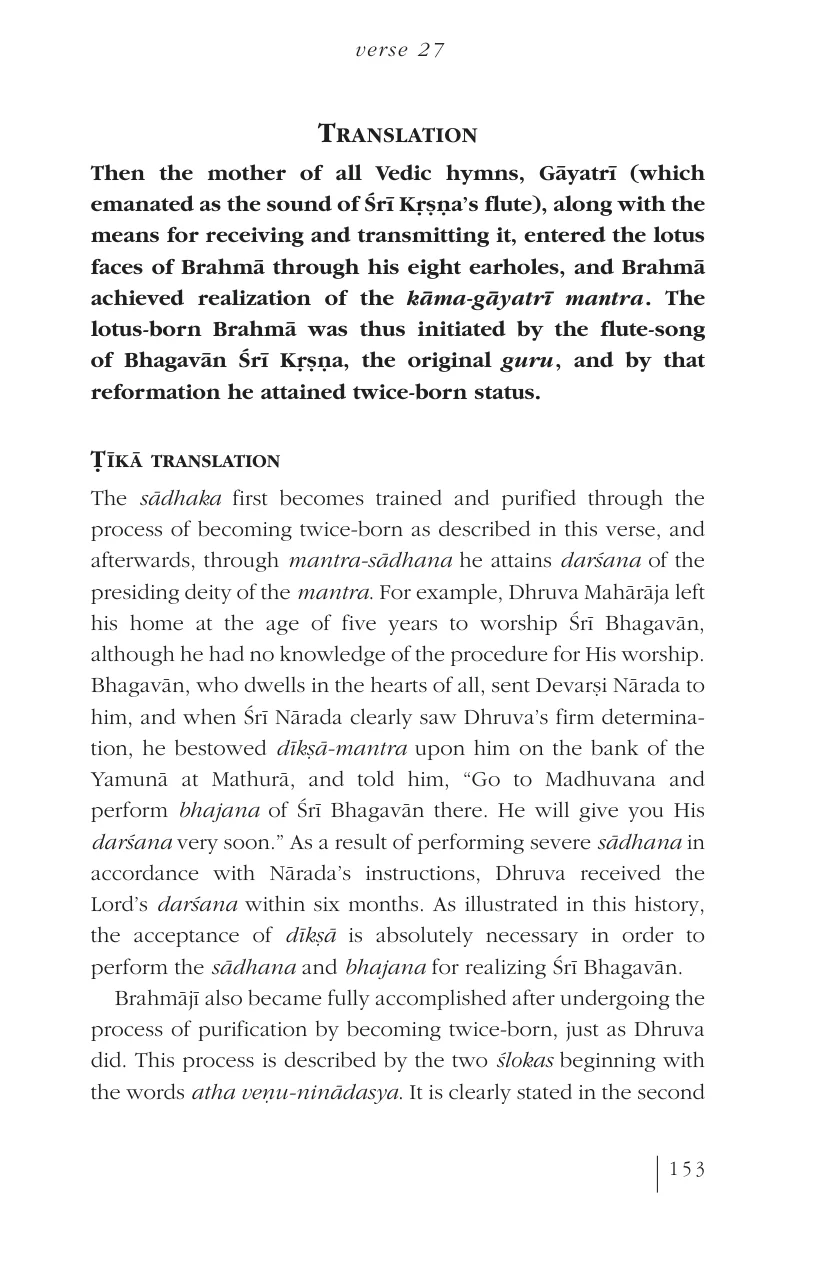 verse 27
Translation
Then the mother of all Vedic hymns, Gāyatrī (which
emanated as the sound of Śrī Kṛṣṇa’s flute), along with the
means for receiving and transmitting it, entered the lotus
faces of Brahmā through his eight earholes, and Brahmā
achieved realization of the kāma-gāyatrī mantra. The
lotus-born Brahmā was thus initiated by the flute-song
of Bhagavān Śrī Kṛṣṇa, the original guru, and by that
reformation he attained twice-born status.
Ṭīkā translation
The sādhaka first becomes trained and purified through the
process of becoming twice-born as described in this verse, and
afterwards, through mantra-sādhana he attains darśana of the
presiding deity of the mantra. For example, Dhruva Mahārāja left
his home at the age of five years to worship Śrī Bhagavān,
although he had no knowledge of the procedure for His worship.
Bhagavān, who dwells in the hearts of all, sent Devarṣi Nārada to
him, and when Śrī Nārada clearly saw Dhruva’s firm determina-
tion, he bestowed dīkṣā-mantra upon him on the bank of the
Yamunā at Mathurā, and told him, “Go to Madhuvana and
perform bhajana of Śrī Bhagavān there. He will give you His
darśana very soon.” As a result of performing severe sādhana in
accordance with Nārada’s instructions, Dhruva received the
Lord’s darśana within six months. As illustrated in this history,
the acceptance of dīkṣā is absolutely necessary in order to
perform the sādhana and bhajana for realizing Śrī Bhagavān.
Brahmājī also became fully accomplished after undergoing the
process of purification by becoming twice-born, just as Dhruva
did. This process is described by the two ślokas beginning with
the words atha veṇu-ninādasya. It is clearly stated in the second
153